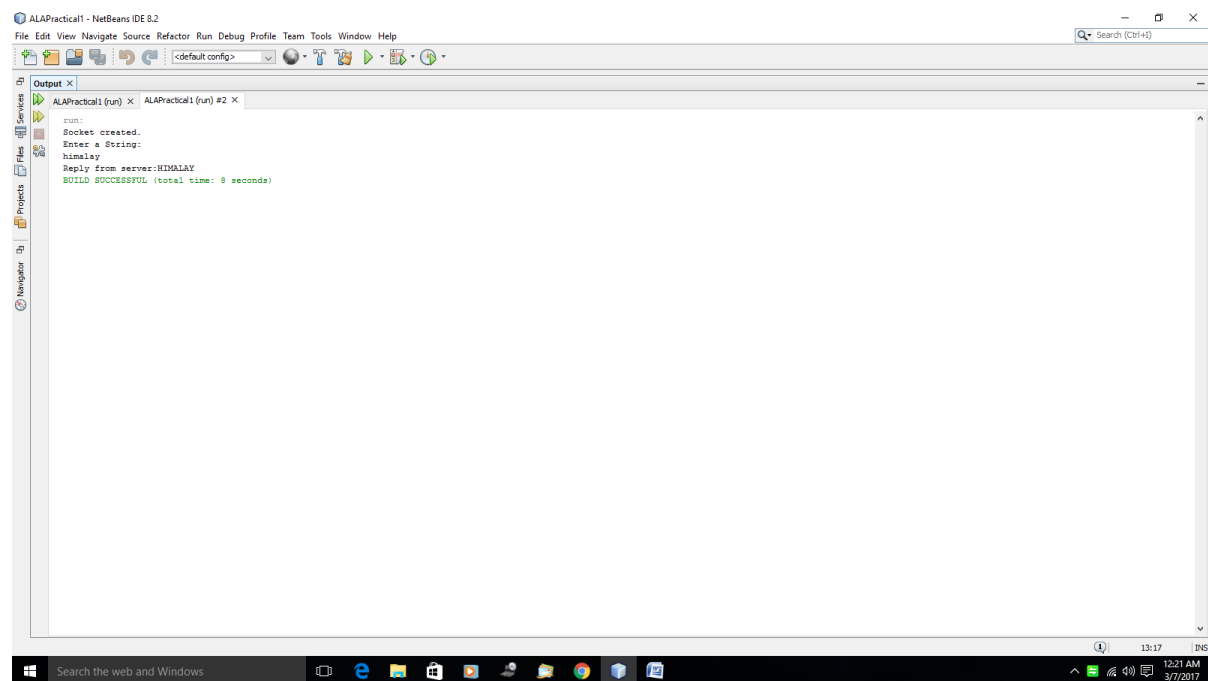 ALAPractical1 - NetBeans IDE 8.2
File Edit View Navigate Source Refactor Run Debug Profile Team Tools Window Help
Search (Ctrl+I)
<default config>
Output
ALAPractical1 (run)
ALAPractical1 (run) #2
Services
Files
Projects
Navigator
run:
Socket created.
Enter a String:
himalay
Reply from server:HIMALAY
BUILD SUCCESSFUL (total time: 8 seconds)
1
13:17
INS
Search the web and Windows
12:21 AM
3/7/2017